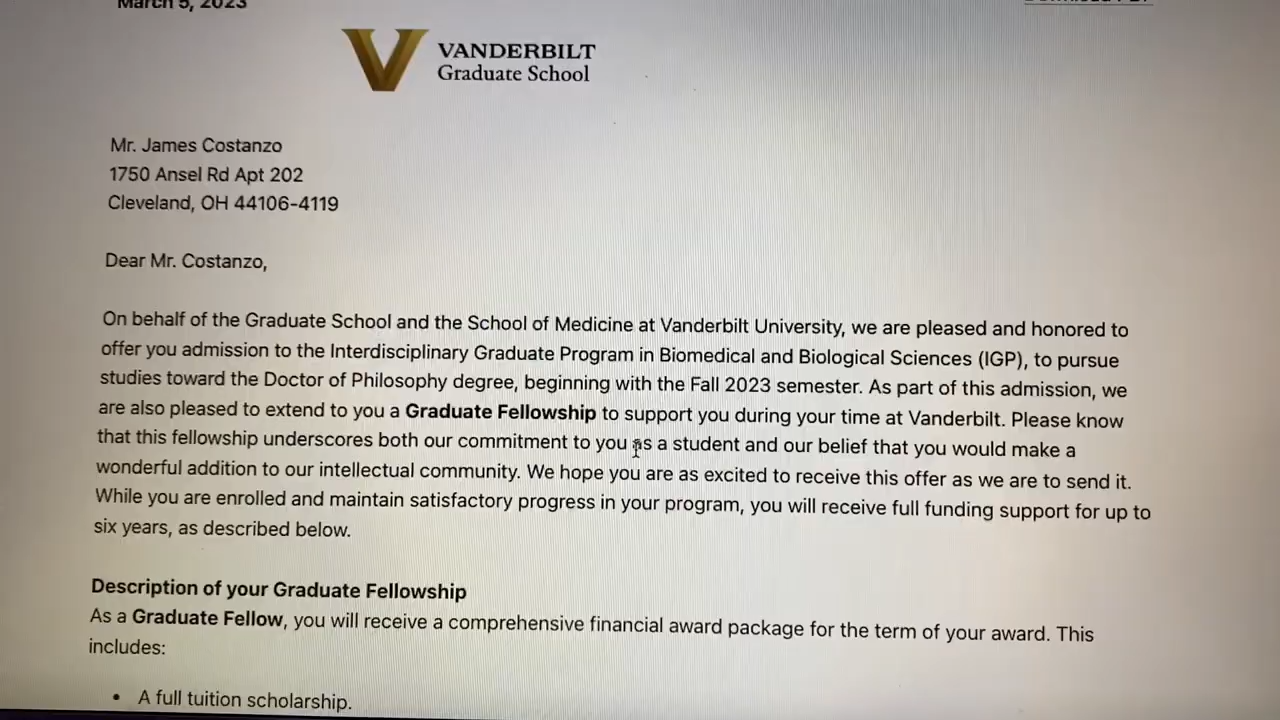 March 5, 2023
Download PDF
VANDERBILT
Graduate School
Mr. James Costanzo
1750 Ansel Rd Apt 202
Cleveland, OH 44106-4119
Dear Mr. Costanzo,
On behalf of the Graduate School and the School of Medicine at Vanderbilt University, we are pleased and honored to
offer you admission to the Interdisciplinary Graduate Program in Biomedical and Biological Sciences (IGP), to pursue
studies toward the Doctor of Philosophy degree, beginning with the Fall 2023 semester. As part of this admission, we
are also pleased to extend to you a Graduate Fellowship to support you during your time at Vanderbilt. Please know
that this fellowship underscores both our commitment to you as a student and our belief that you would make a
wonderful addition to our intellectual community. We hope you are as excited to receive this offer as we are to send it.
While you are enrolled and maintain satisfactory progress in your program, you will receive full funding support for up to
six years, as described below.
Description of your Graduate Fellowship
As a Graduate Fellow, you will receive a comprehensive financial award package for the term of your award. This
includes:
• A full tuition scholarship.